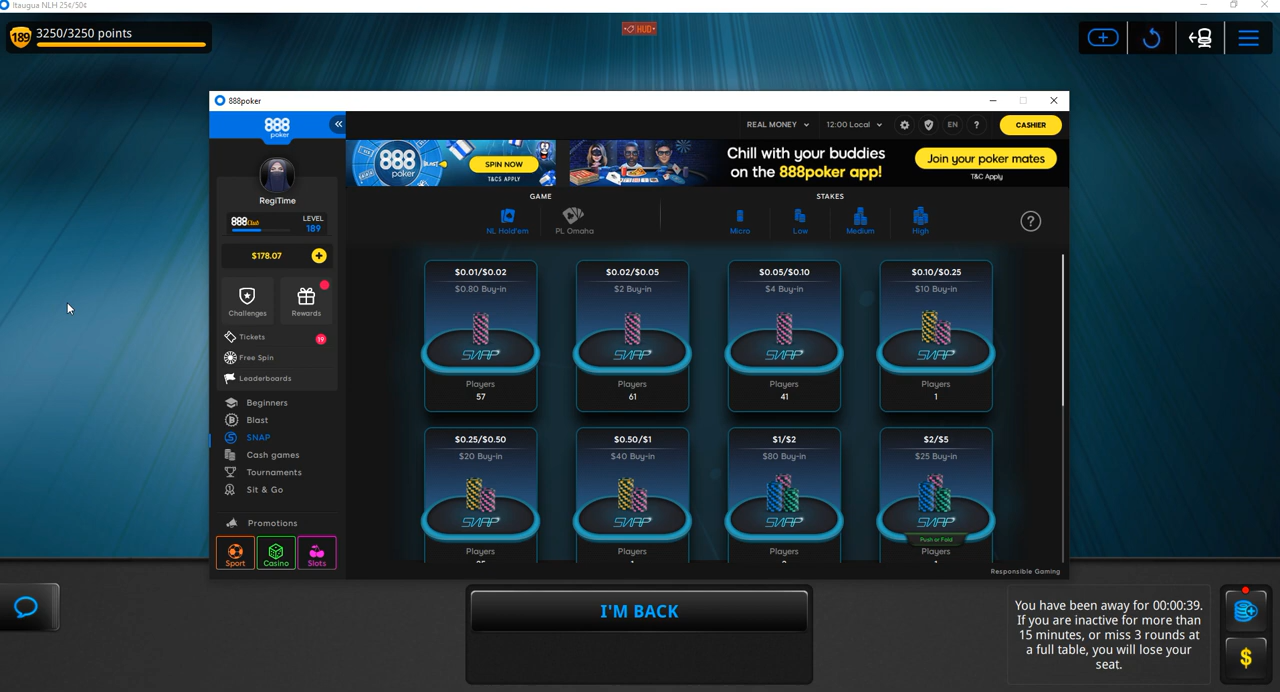 Itaugua NLH 25¢/50¢
189
3250/3250 points
HUD
888poker
888
poker
REAL MONEY
12:00 Local
EN
?
CASHIER
888
poker
BLAST
SPIN NOW
T&CS APPLY
Chill with your buddies
on the 888poker app!
Join your poker mates
T&C Apply
RegiTime
888Club
LEVEL
189
$178.07
Challenges
Rewards
Tickets
19
Free Spin
Leaderboards
Beginners
Blast
SNAP
Cash games
Tournaments
Sit & Go
Promotions
Sport
Casino
Slots
GAME
STAKES
NL Hold'em
PL Omaha
Micro
Low
Medium
High
?
$0.01/$0.02
$0.80 Buy-in
SNAP
Players
57
$0.02/$0.05
$2 Buy-in
SNAP
Players
61
$0.05/$0.10
$4 Buy-in
SNAP
Players
41
$0.10/$0.25
$10 Buy-in
SNAP
Players
1
$0.25/$0.50
$20 Buy-in
SNAP
Players
$0.50/$1
$40 Buy-in
SNAP
Players
$1/$2
$80 Buy-in
SNAP
Players
$2/$5
$25 Buy-in
SNAP
Push or Fold
Players
Responsible Gaming
I'M BACK
You have been away for 00:00:39.
If you are inactive for more than
15 minutes, or miss 3 rounds at
a full table, you will lose your
seat.
$